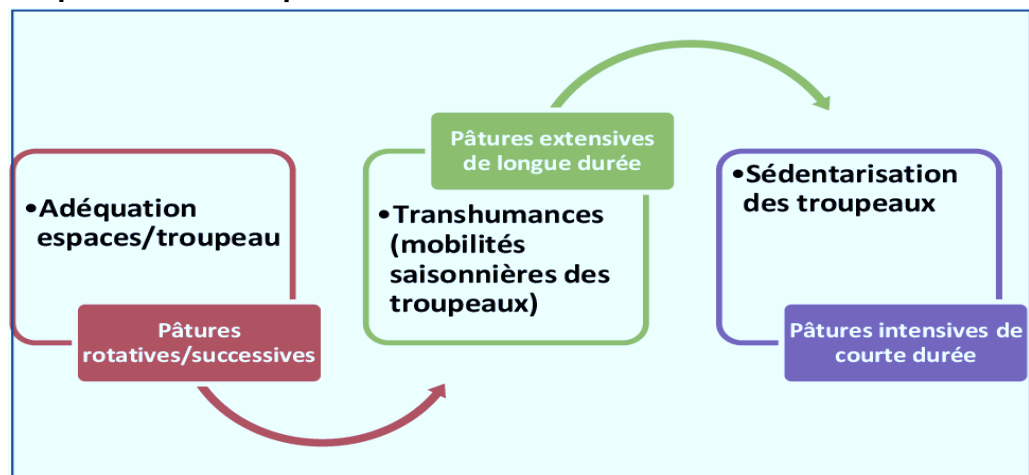 •Adéquation
espaces/troupeau
Pâtures
rotatives/successives
Pâtures extensives
de longue durée
•Transhumances
(mobilités
saisonnières des
troupeaux)
•Sédentarisation
des troupeaux
Pâtures intensives de
courte durée